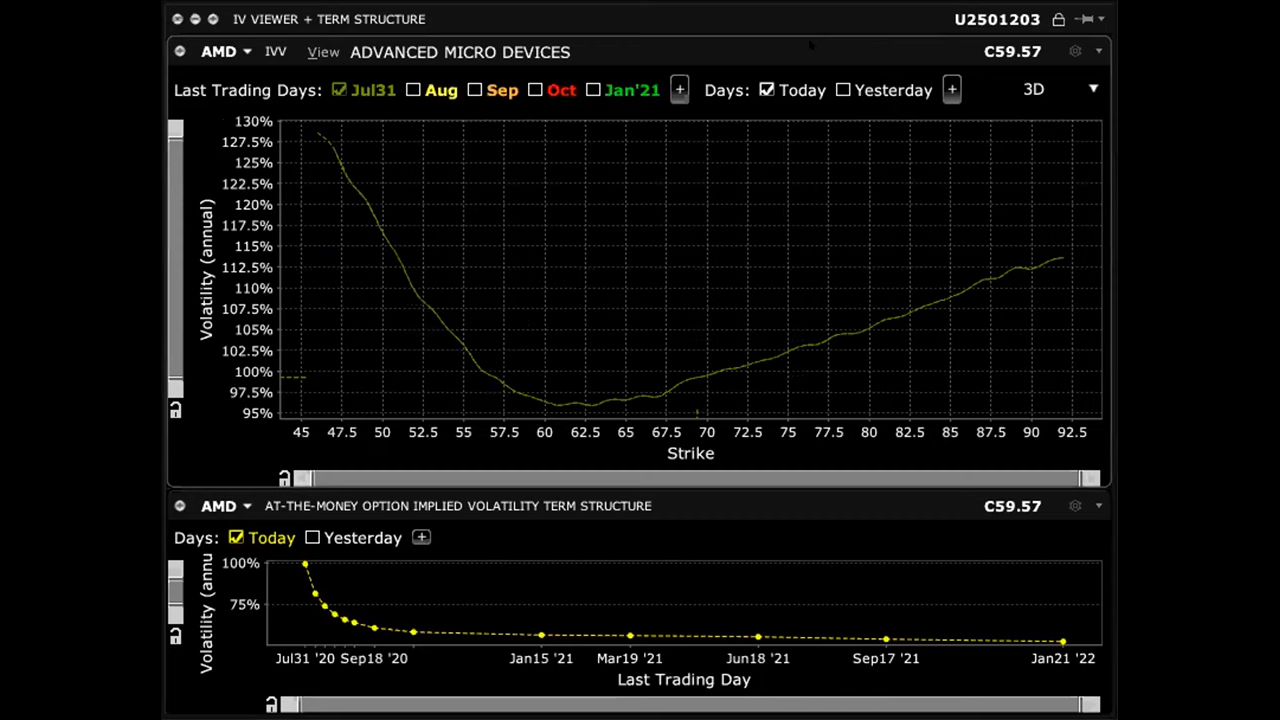 IV VIEWER + TERM STRUCTURE U2501203
AMD IVV View ADVANCED MICRO DEVICES C59.57
Last Trading Days: Jul31 Aug Sep Oct Jan'21 + Days: Today Yesterday + 3D
130%
127.5%
125%
122.5%
120%
117.5%
115%
112.5%
110%
107.5%
105%
102.5%
100%
97.5%
95%
Volatility (annual)
45 47.5 50 52.5 55 57.5 60 62.5 65 67.5 70 72.5 75 77.5 80 82.5 85 87.5 90 92.5
Strike
AMD AT-THE-MONEY OPTION IMPLIED VOLATILITY TERM STRUCTURE C59.57
Days: Today Yesterday +
100%
75%
Volatility (annu
Jul31 '20 Sep18 '20 Jan15 '21 Mar19 '21 Jun18 '21 Sep17 '21 Jan21 '22
Last Trading Day